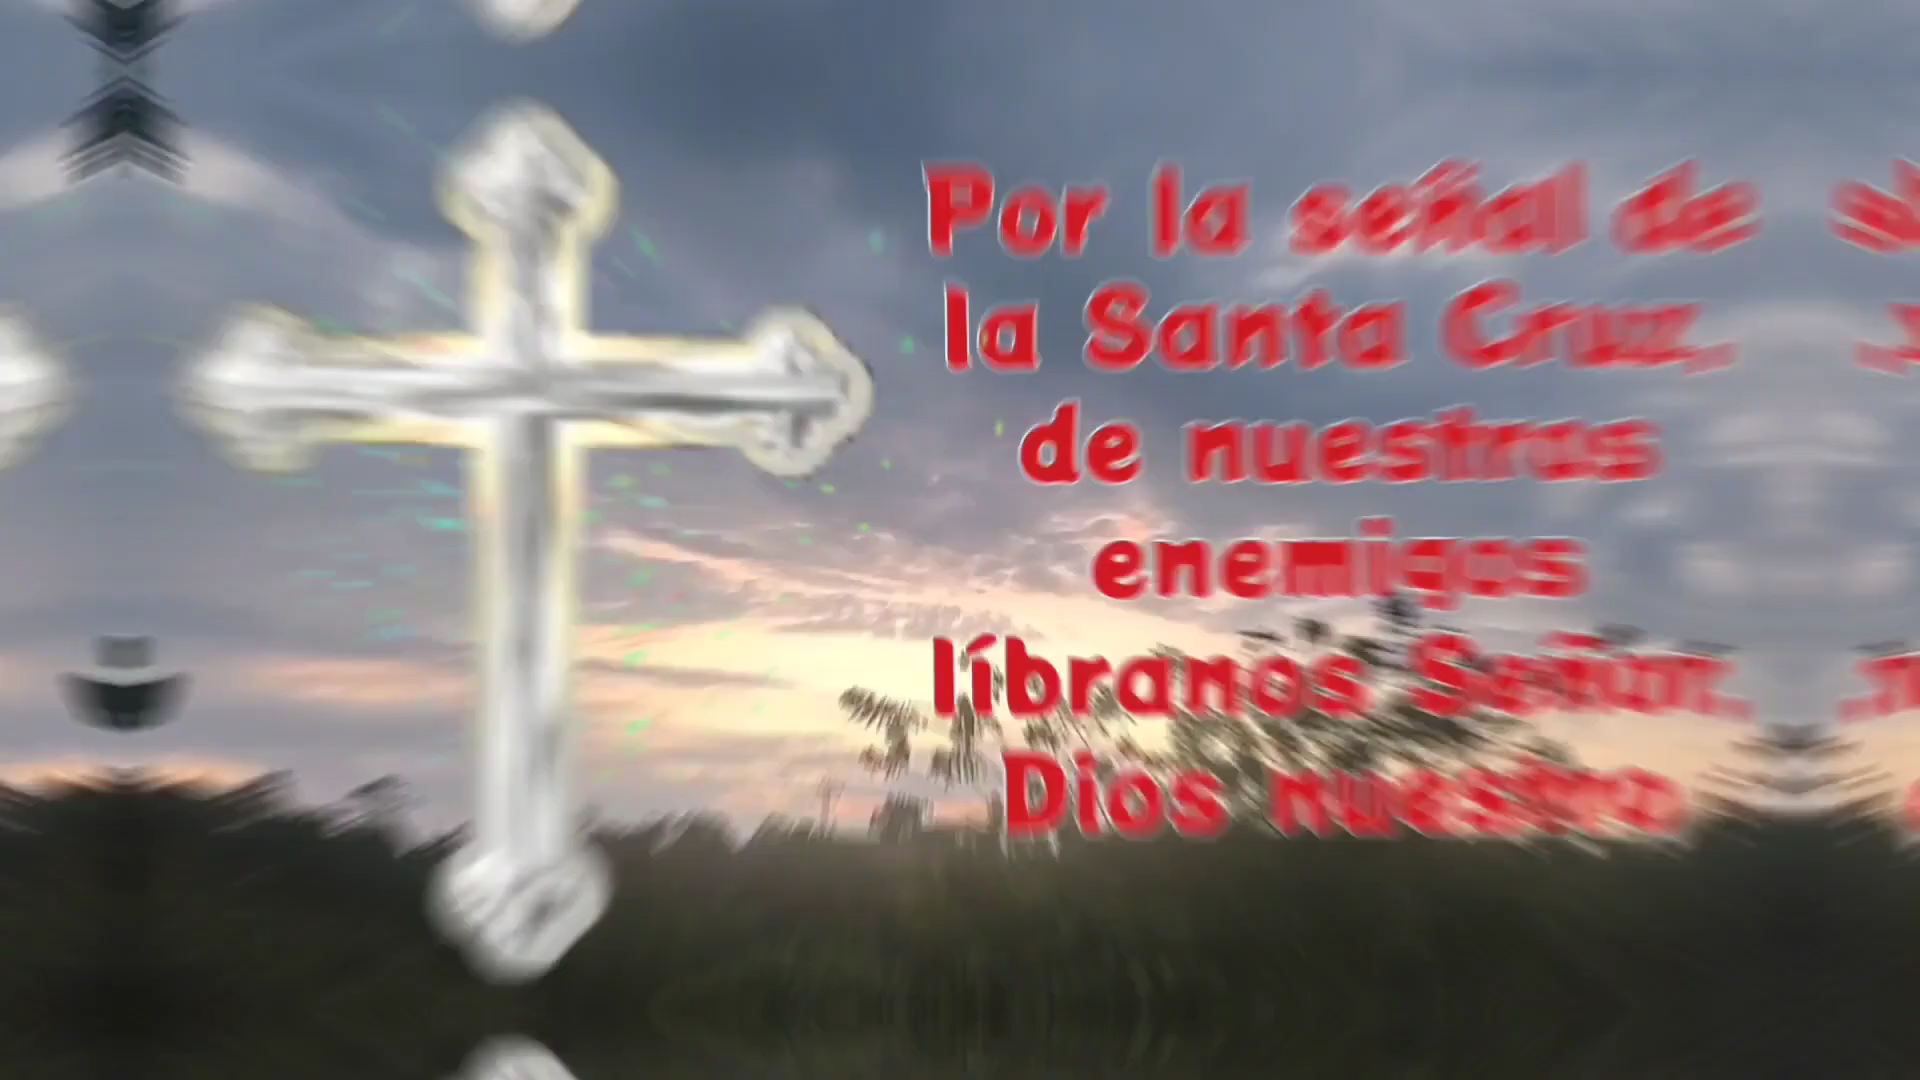 Por la señal de
la Santa Cruz,
de nuestros
enemigos
líbranos Señor,
Dios nuestro